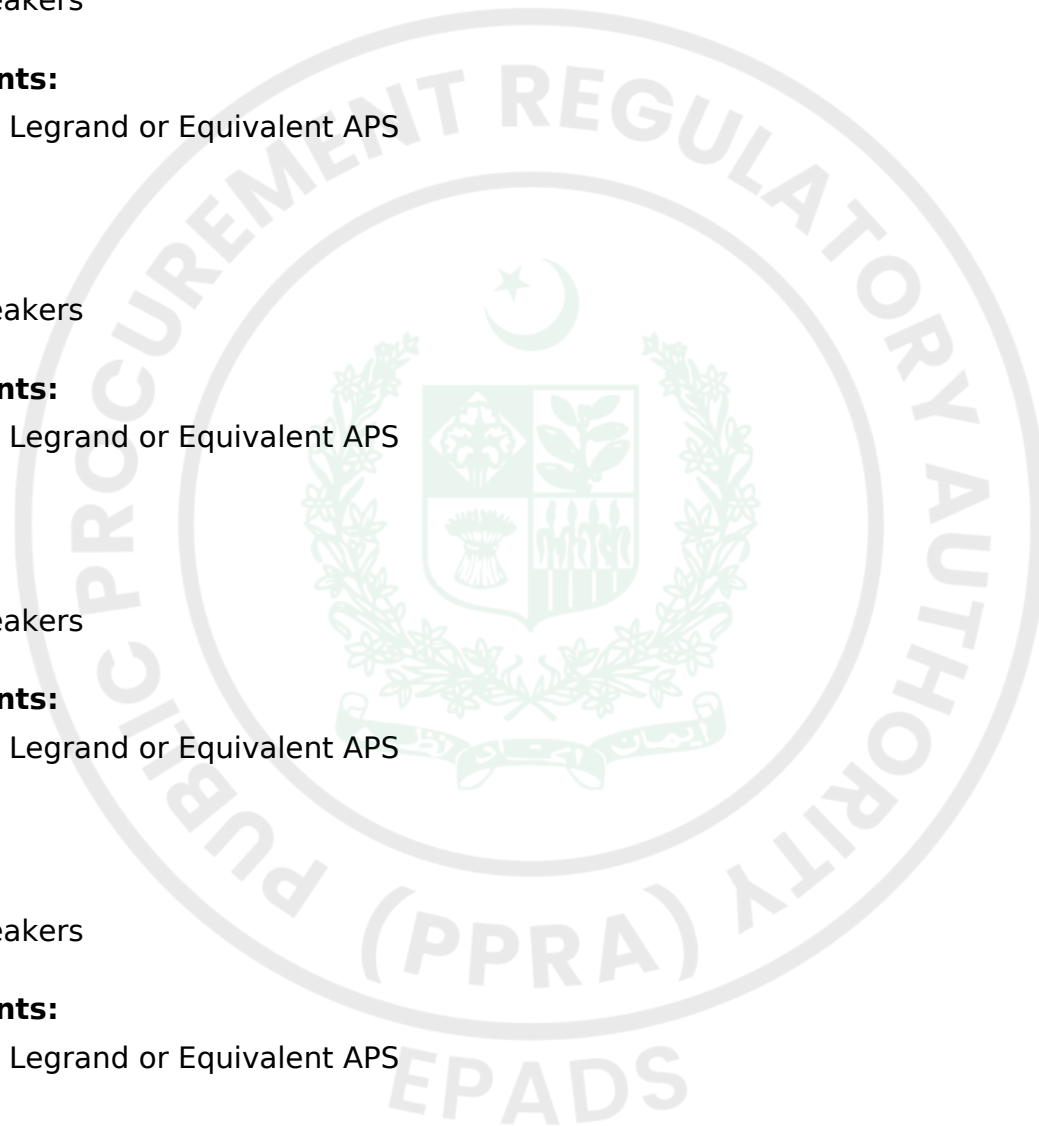 eakers
nts:
Legrand or Equivalent APS
eakers
nts:
Legrand or Equivalent APS
eakers
nts:
Legrand or Equivalent APS
eakers
nts:
Legrand or Equivalent APS
PUBLIC PROCUREMENT REGULATORY AUTHORITY
(PPRA)
EPADS